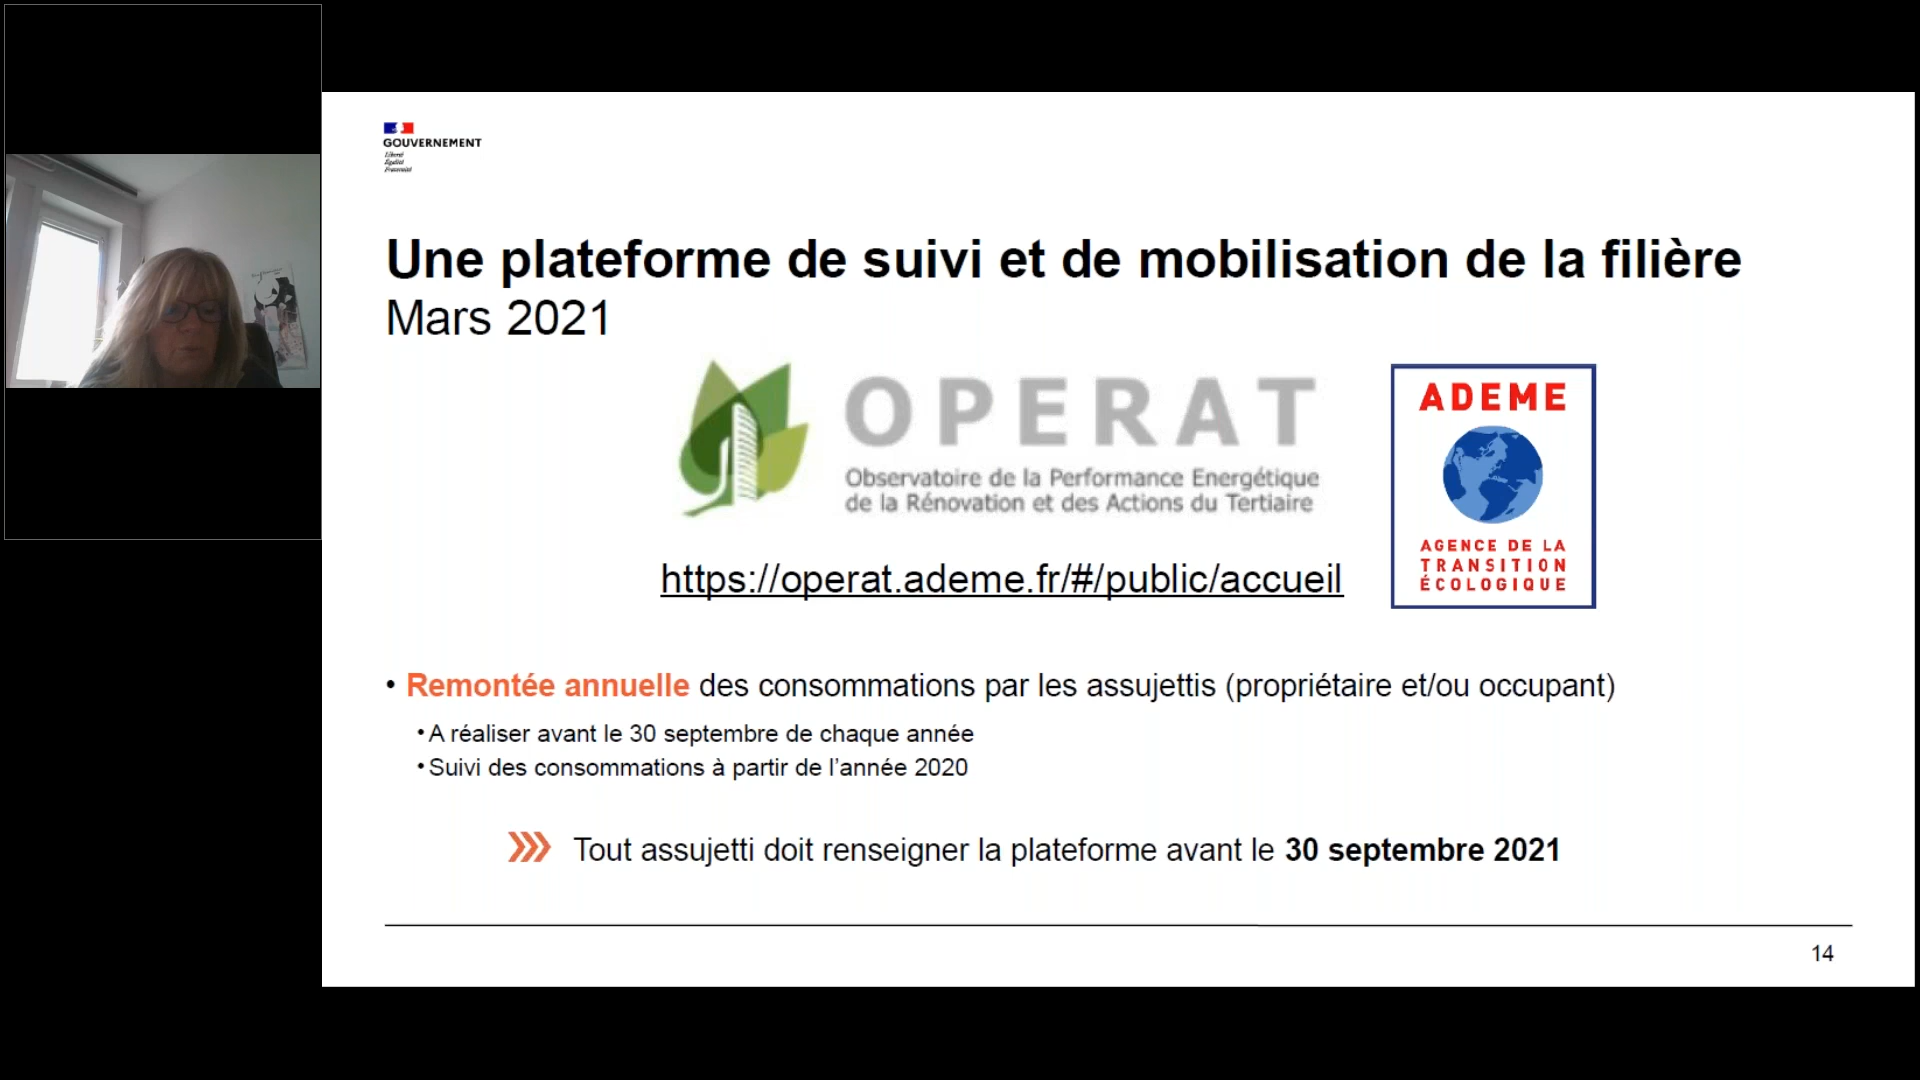 GOUVERNEMENT
Liberté
Égalité
Fraternité
Une plateforme de suivi et de mobilisation de la filière
Mars 2021
OPERAT
Observatoire de la Performance Energétique
de la Rénovation et des Actions du Tertiaire
ADEME
AGENCE DE LA
TRANSITION
ÉCOLOGIQUE
https://operat.ademe.fr/#/public/accueil
• Remontée annuelle des consommations par les assujettis (propriétaire et/ou occupant)
• A réaliser avant le 30 septembre de chaque année
• Suivi des consommations à partir de l’année 2020
Tout assujetti doit renseigner la plateforme avant le 30 septembre 2021
14